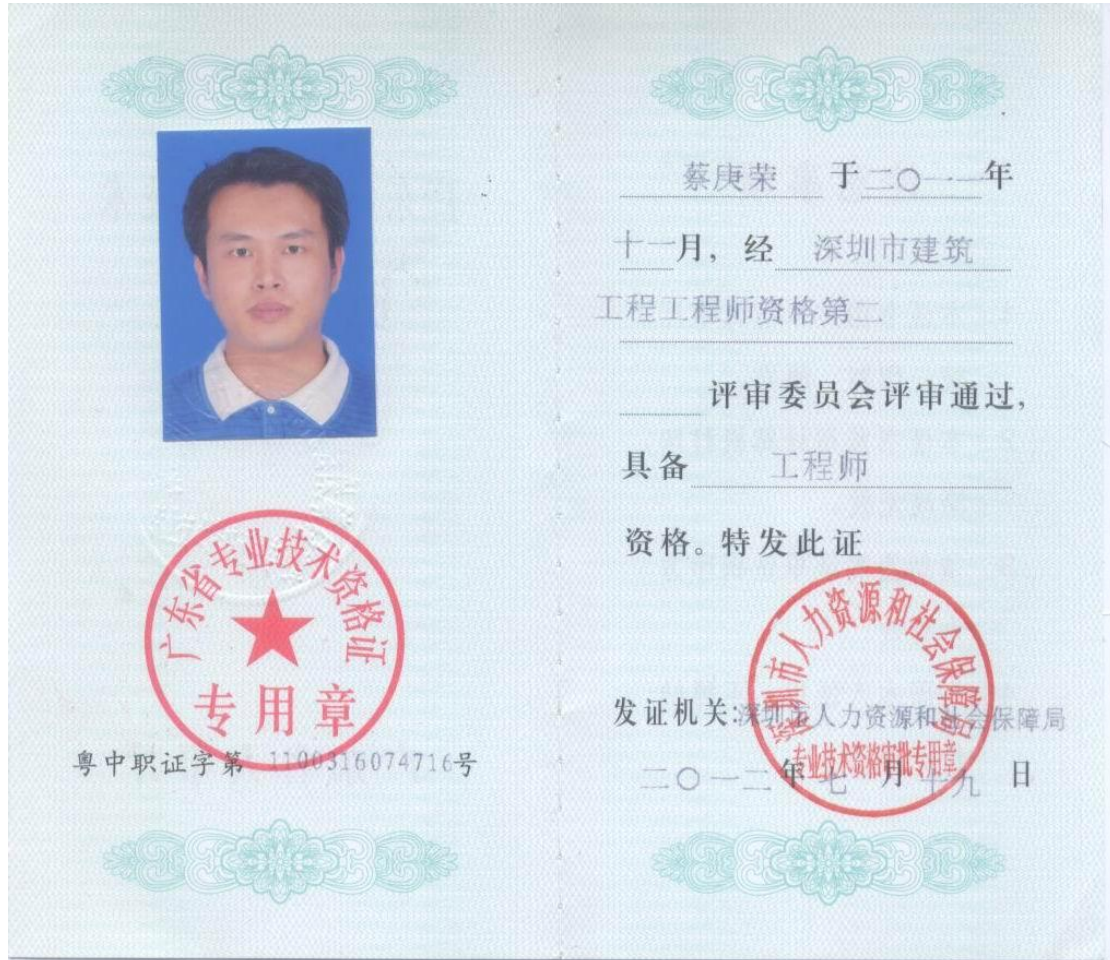 广东省专业技术资格证
专用章
粤中职证字第 1100316074716号
蔡庚荣 于二〇一一年
十一月，经 深圳市建筑
工程工程师资格第二
评审委员会评审通过，
具备 工程师
资格。特发此证
深圳市人力资源和社会保障局
专业技术资格审批专用章
发证机关:深圳市人力资源和社会保障局
二〇一二年七月十九日